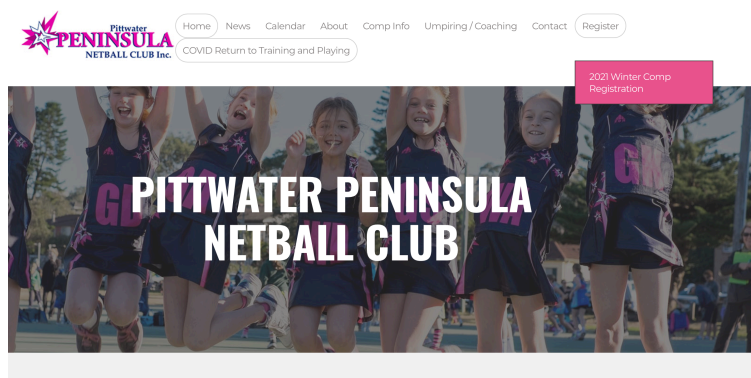 Pittwater
PENINSULA
NETBALL CLUB Inc.
Home News Calendar About Comp Info Umpiring / Coaching Contact Register
COVID Return to Training and Playing
2021 Winter Comp
Registration
PITTWATER PENINSULA
NETBALL CLUB
GD
GK